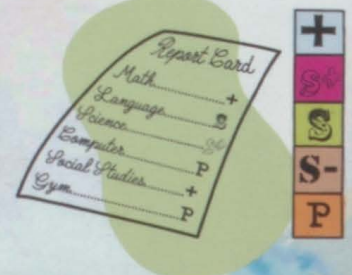 Report Card
Math..................+
Language..................S
Science..................S+
Computer..................P
Social Studies..................+
Gym..................P
+
S+
S
S-
P